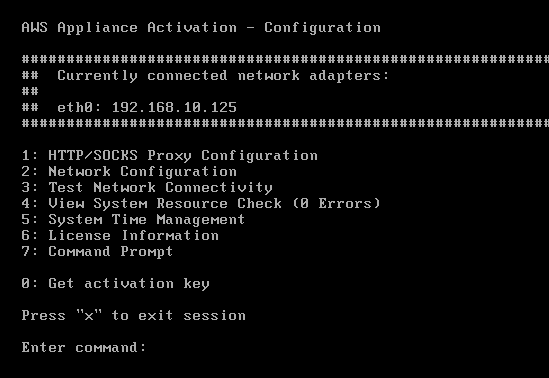 AWS Appliance Activation - Configuration
###########################################################
##  Currently connected network adapters:
##
##  eth0: 192.168.10.125
###########################################################
1: HTTP/SOCKS Proxy Configuration
2: Network Configuration
3: Test Network Connectivity
4: View System Resource Check (0 Errors)
5: System Time Management
6: License Information
7: Command Prompt
0: Get activation key
Press "x" to exit session
Enter command: